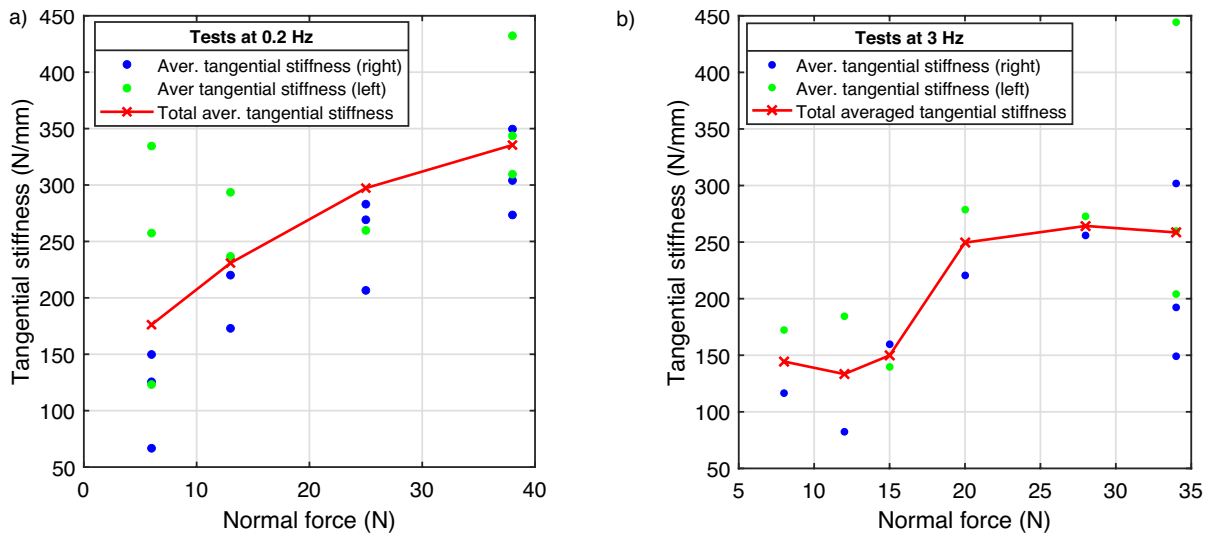 a)
Tests at 0.2 Hz
Aver. tangential stiffness (right)
Aver tangential stiffness (left)
Total aver. tangential stiffness
Tangential stiffness (N/mm)
450
400
350
300
250
200
150
100
50
0 10 20 30 40
Normal force (N)
b)
Tests at 3 Hz
Aver. tangential stiffness (right)
Aver. tangential stiffness (left)
Total averaged tangential stiffness
Tangential stiffness (N/mm)
450
400
350
300
250
200
150
100
50
5 10 15 20 25 30 35
Normal force (N)